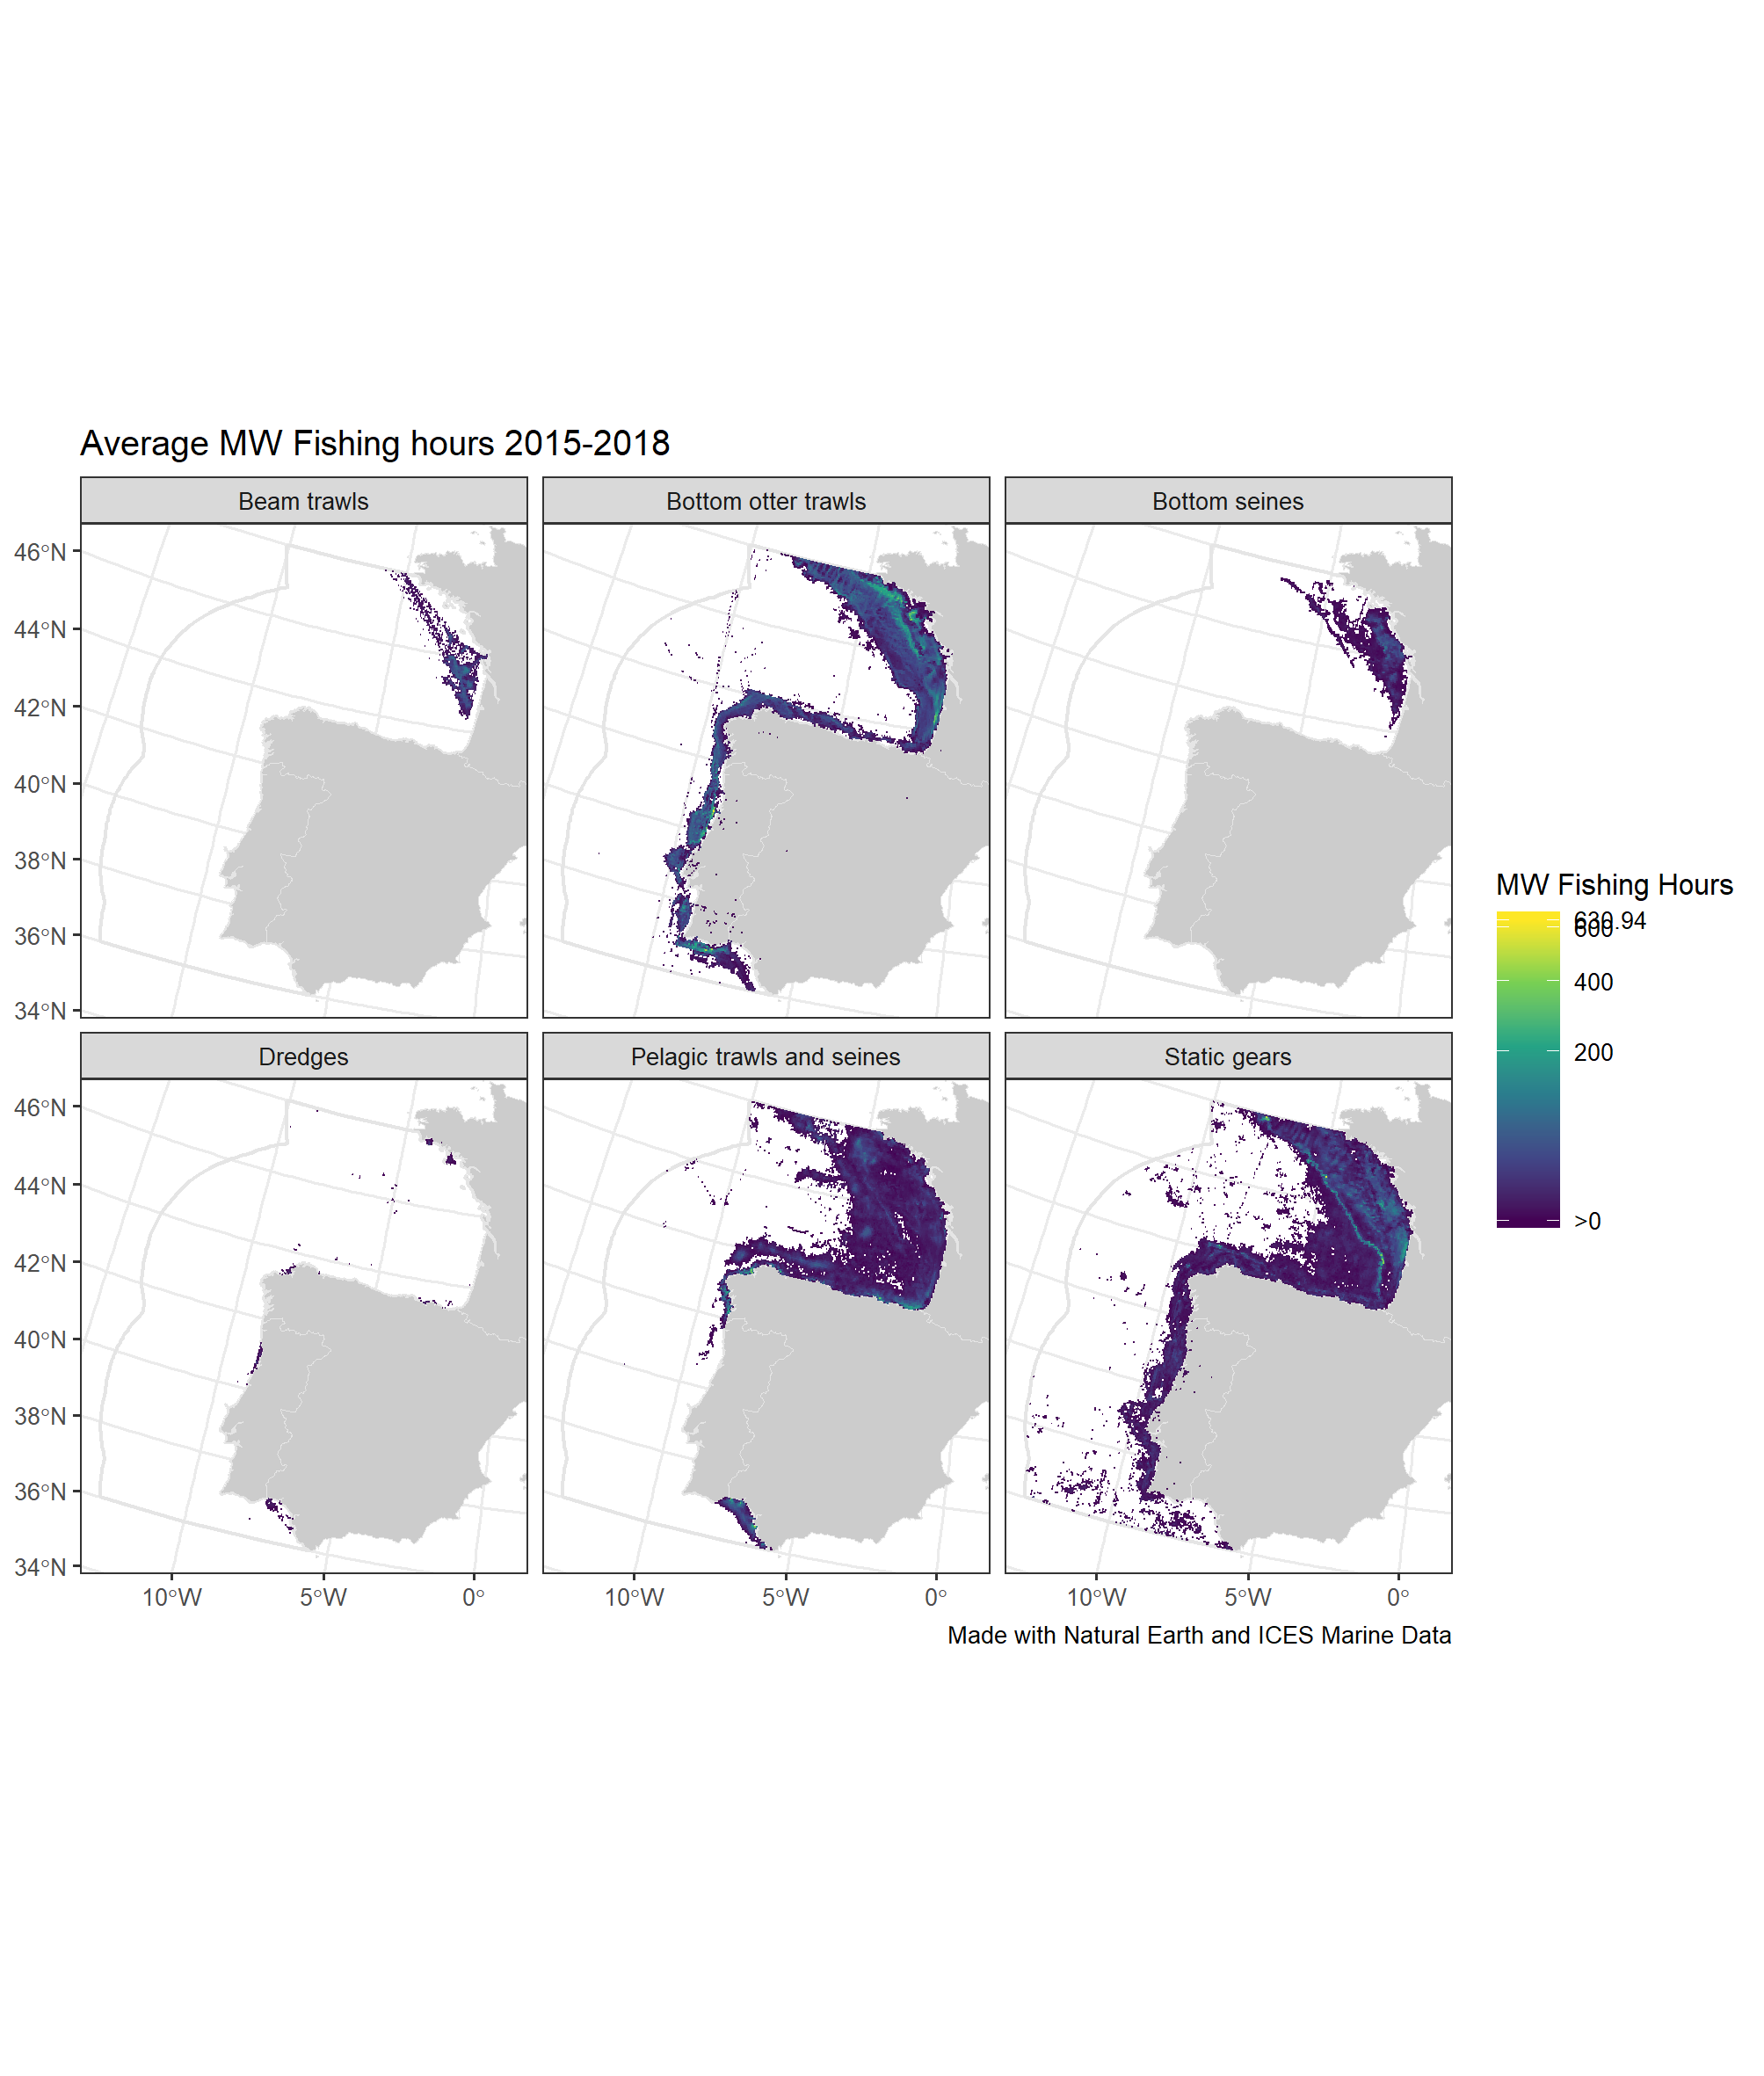 Average MW Fishing hours 2015-2018
Beam trawls
Bottom otter trawls
Bottom seines
46°N
44°N
42°N
40°N
38°N
36°N
34°N
Dredges
Pelagic trawls and seines
Static gears
46°N
44°N
42°N
40°N
38°N
36°N
34°N
10°W
5°W
0°
10°W
5°W
0°
10°W
5°W
0°
Made with Natural Earth and ICES Marine Data
MW Fishing Hours
630.94
600
400
200
>0